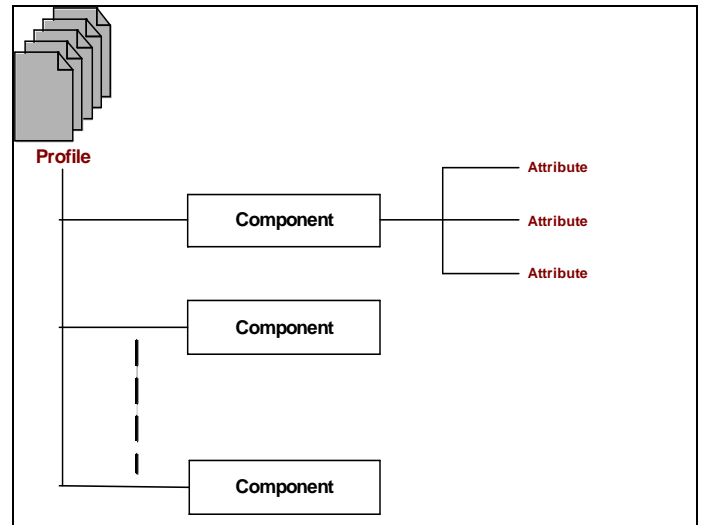 Profile
Attribute
Component
Attribute
Attribute
Component
Component